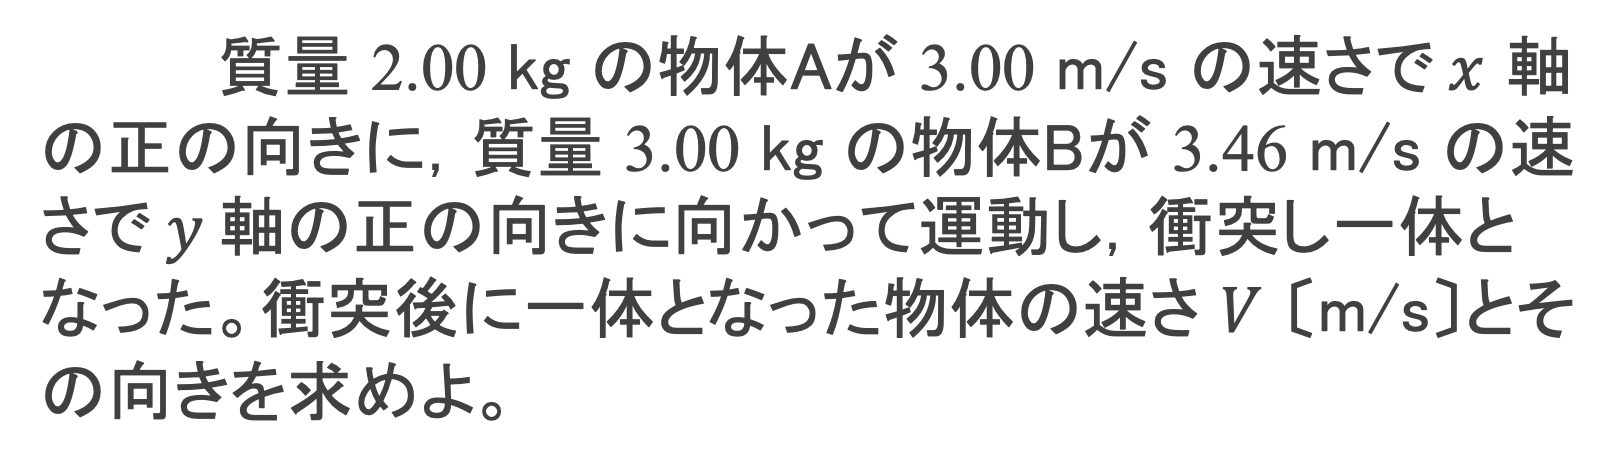 質量 2.00 kg の物体Aが 3.00 m/s の速さで x 軸
の正の向きに, 質量 3.00 kg の物体Bが 3.46 m/s の速
さで y 軸の正の向きに向かって運動し, 衝突し一体と
なった。衝突後に一体となった物体の速さ V 〔m/s〕とそ
の向きを求めよ。